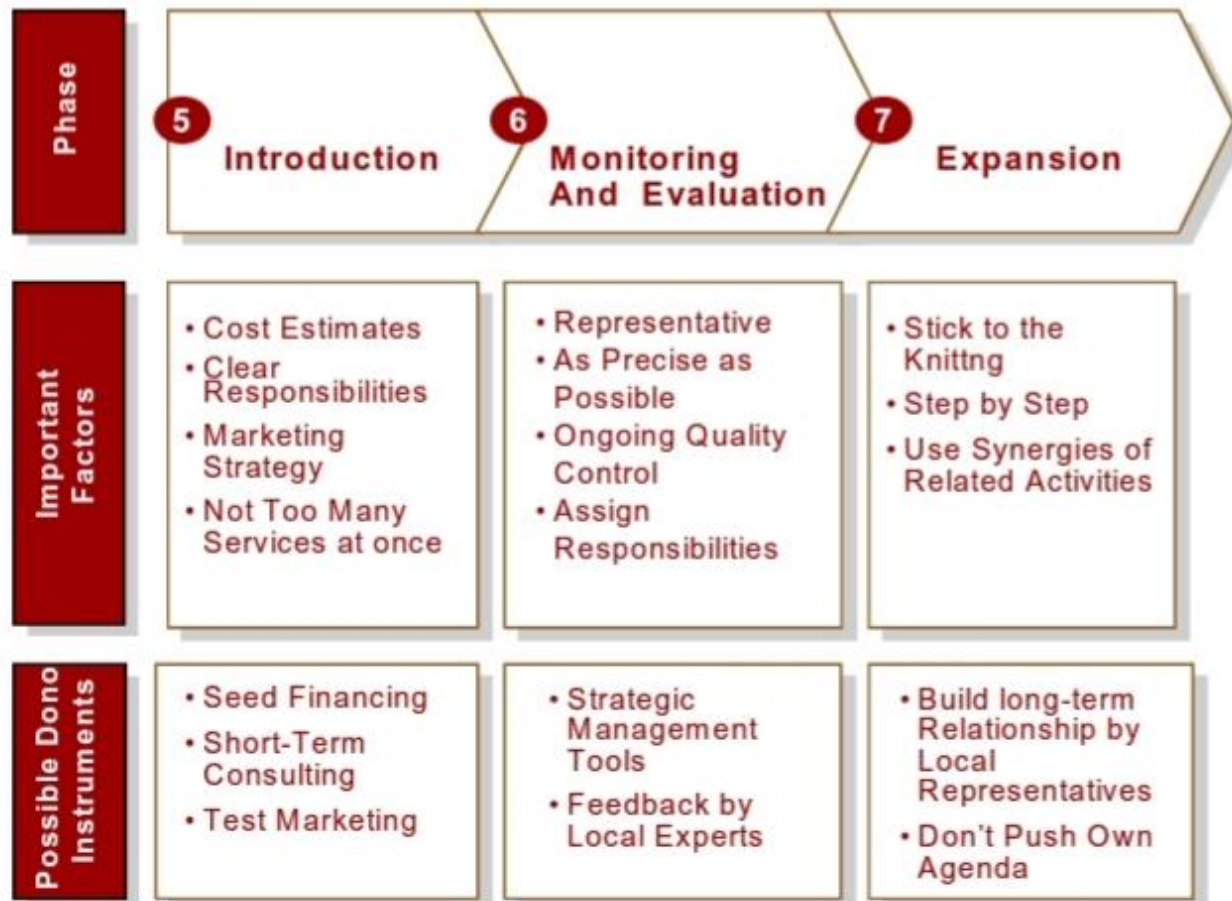 Phase
5
Introduction
6
Monitoring
And Evaluation
7
Expansion
Important
Factors
• Cost Estimates
• Clear
Responsibilities
• Marketing
Strategy
• Not Too Many
Services at once
• Representative
• As Precise as
Possible
• Ongoing Quality
Control
• Assign
Responsibilities
• Stick to the
Knittng
• Step by Step
• Use Synergies of
Related Activities
Possible Dono
Instruments
• Seed Financing
• Short-Term
Consulting
• Test Marketing
• Strategic
Management
Tools
• Feedback by
Local Experts
• Build long-term
Relationship by
Local
Representatives
• Don't Push Own
Agenda